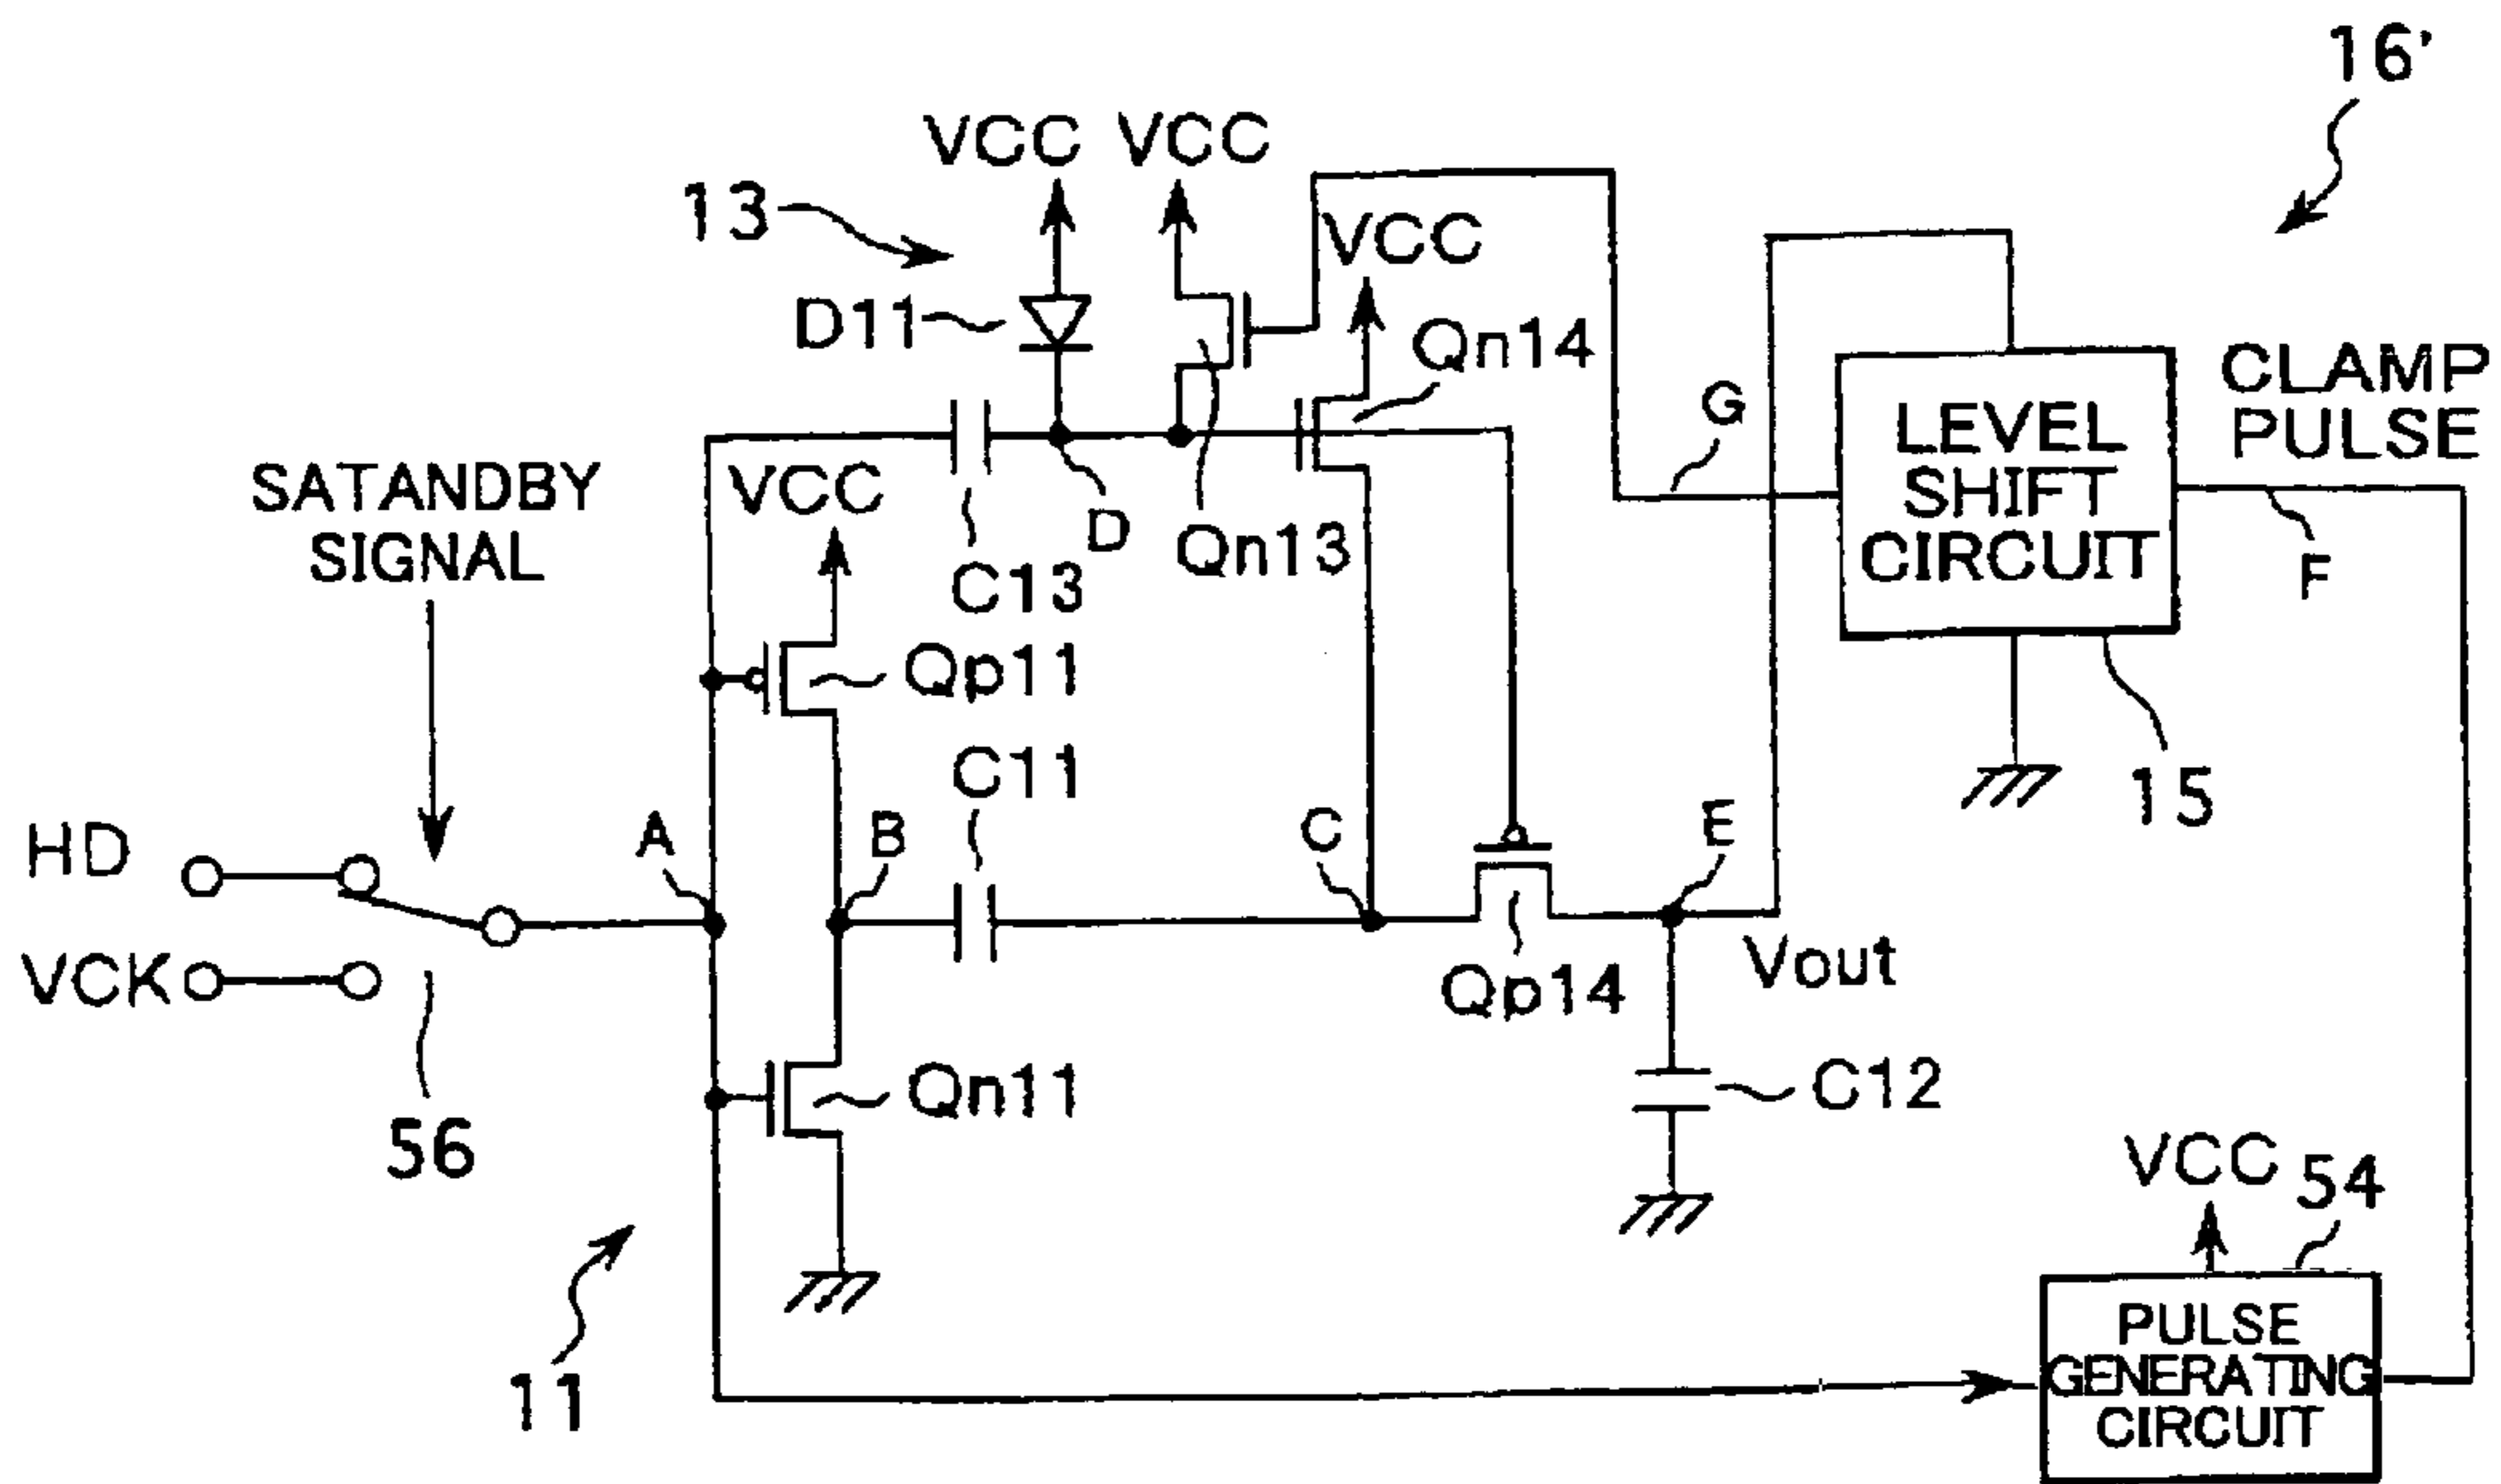 16'
VCC VCC
13
VCC
D11
Qn14
CLAMP
PULSE
G
LEVEL
SHIFT
CIRCUIT
SATANDBY
SIGNAL
VCC
D
Qn13
F
C13
Qp11
C11
15
HD
A
B
C
E
VCK
Qp14
Vout
Qn11
C12
56
VCC
54
11
PULSE
GENERATING
CIRCUIT